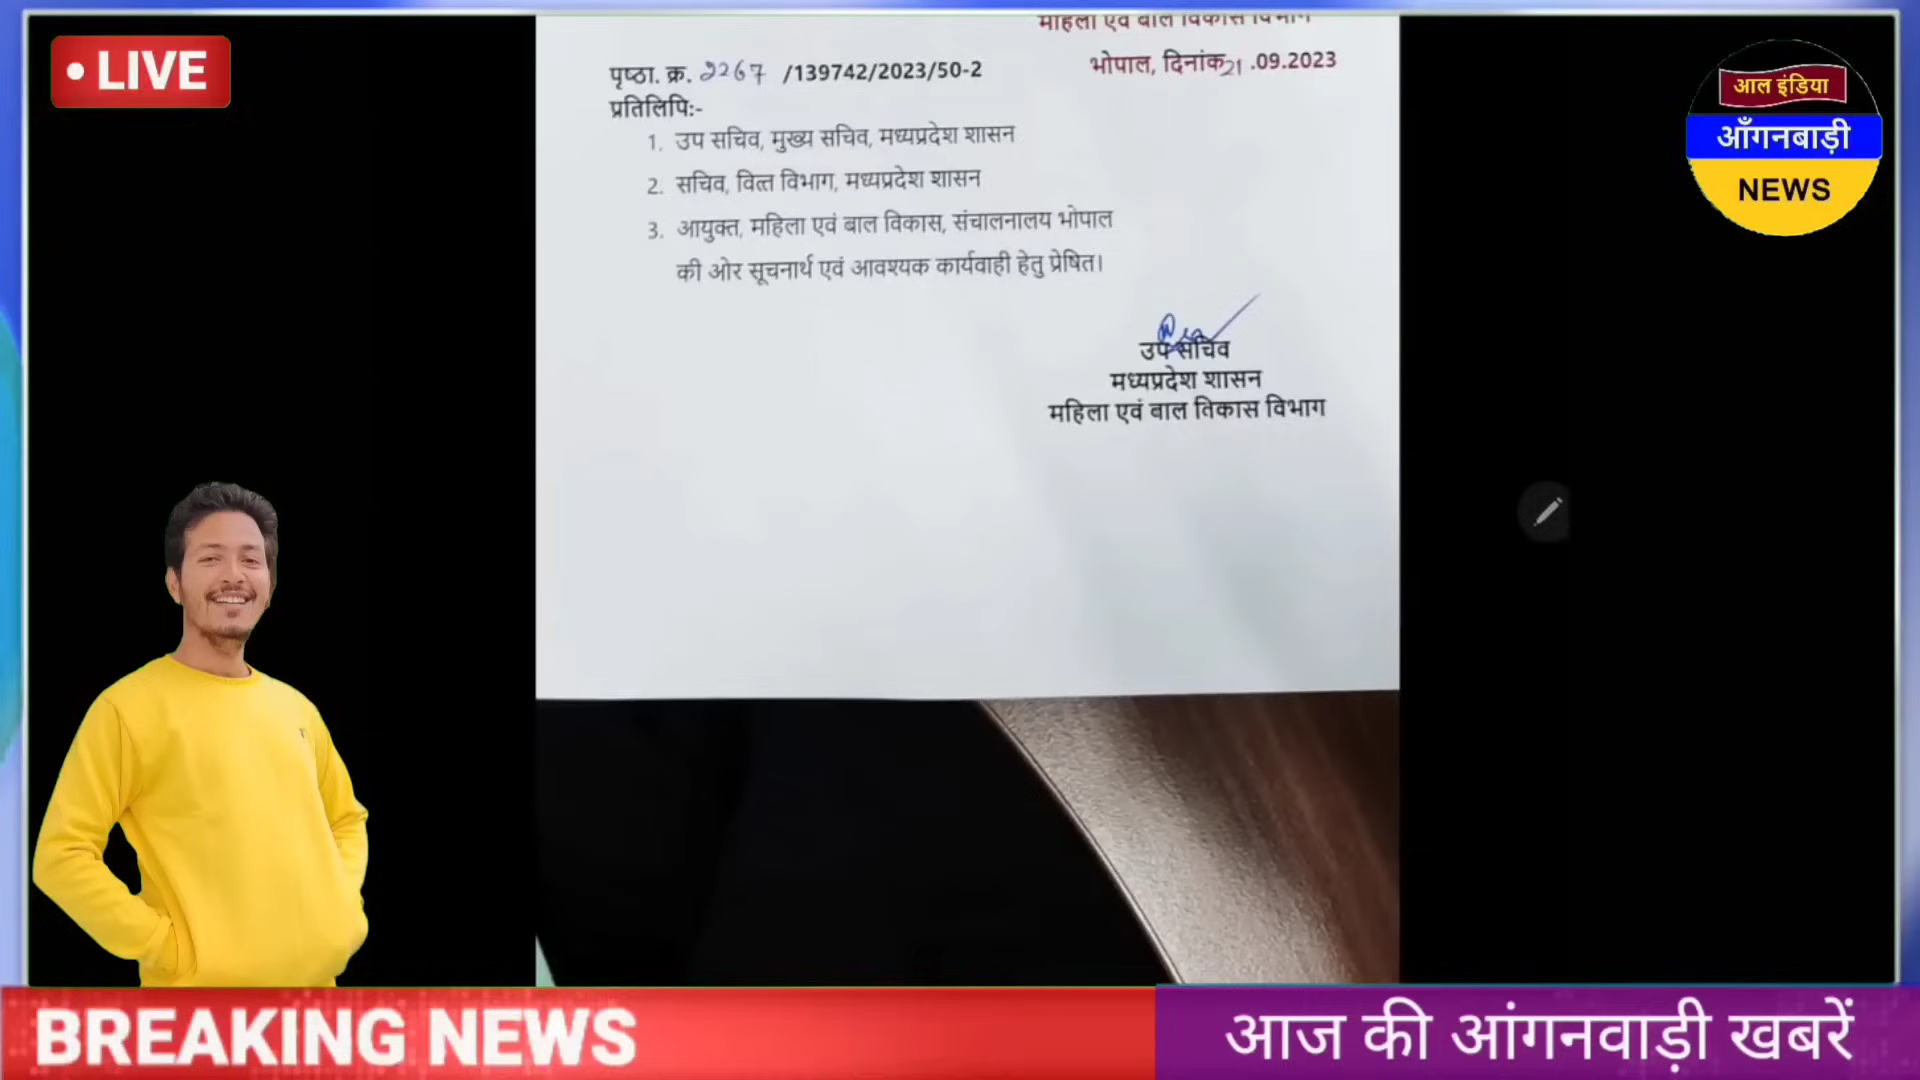 LIVE
महिला एवं बाल विकास विभाग
पृष्ठा. क्र. 2267 /139742/2023/50-2
भोपाल, दिनांक 21 .09.2023
प्रतिलिपि:-
1. उप सचिव, मुख्य सचिव, मध्यप्रदेश शासन
2. सचिव, वित्त विभाग, मध्यप्रदेश शासन
3. आयुक्त, महिला एवं बाल विकास, संचालनालय भोपाल
की ओर सूचनार्थ एवं आवश्यक कार्यवाही हेतु प्रेषित।
उप सचिव
मध्यप्रदेश शासन
महिला एवं बाल विकास विभाग
आल इंडिया
आँगनबाड़ी
NEWS
BREAKING NEWS
आज की आंगनवाड़ी खबरें